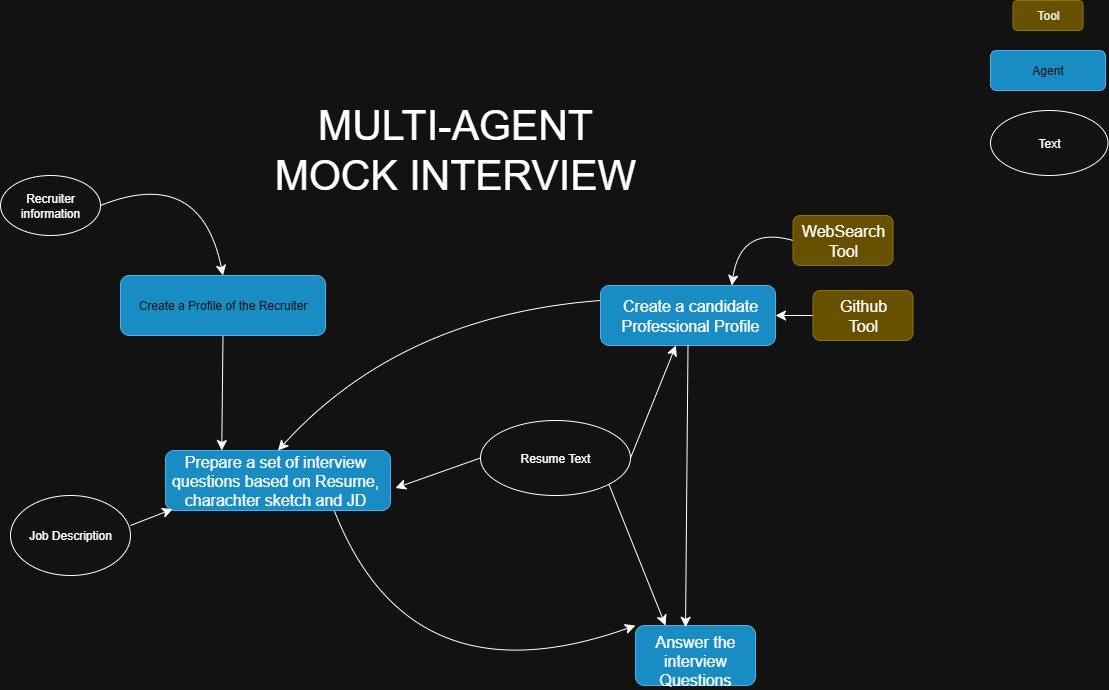 Tool
Agent
Text
MULTI-AGENT
MOCK INTERVIEW
Recruiter
information
WebSearch
Tool
Create a Profile of the Recruiter
Create a candidate
Professional Profile
Github
Tool
Prepare a set of interview
questions based on Resume,
charachter sketch and JD
Resume Text
Job Description
Answer the
interview
Questions